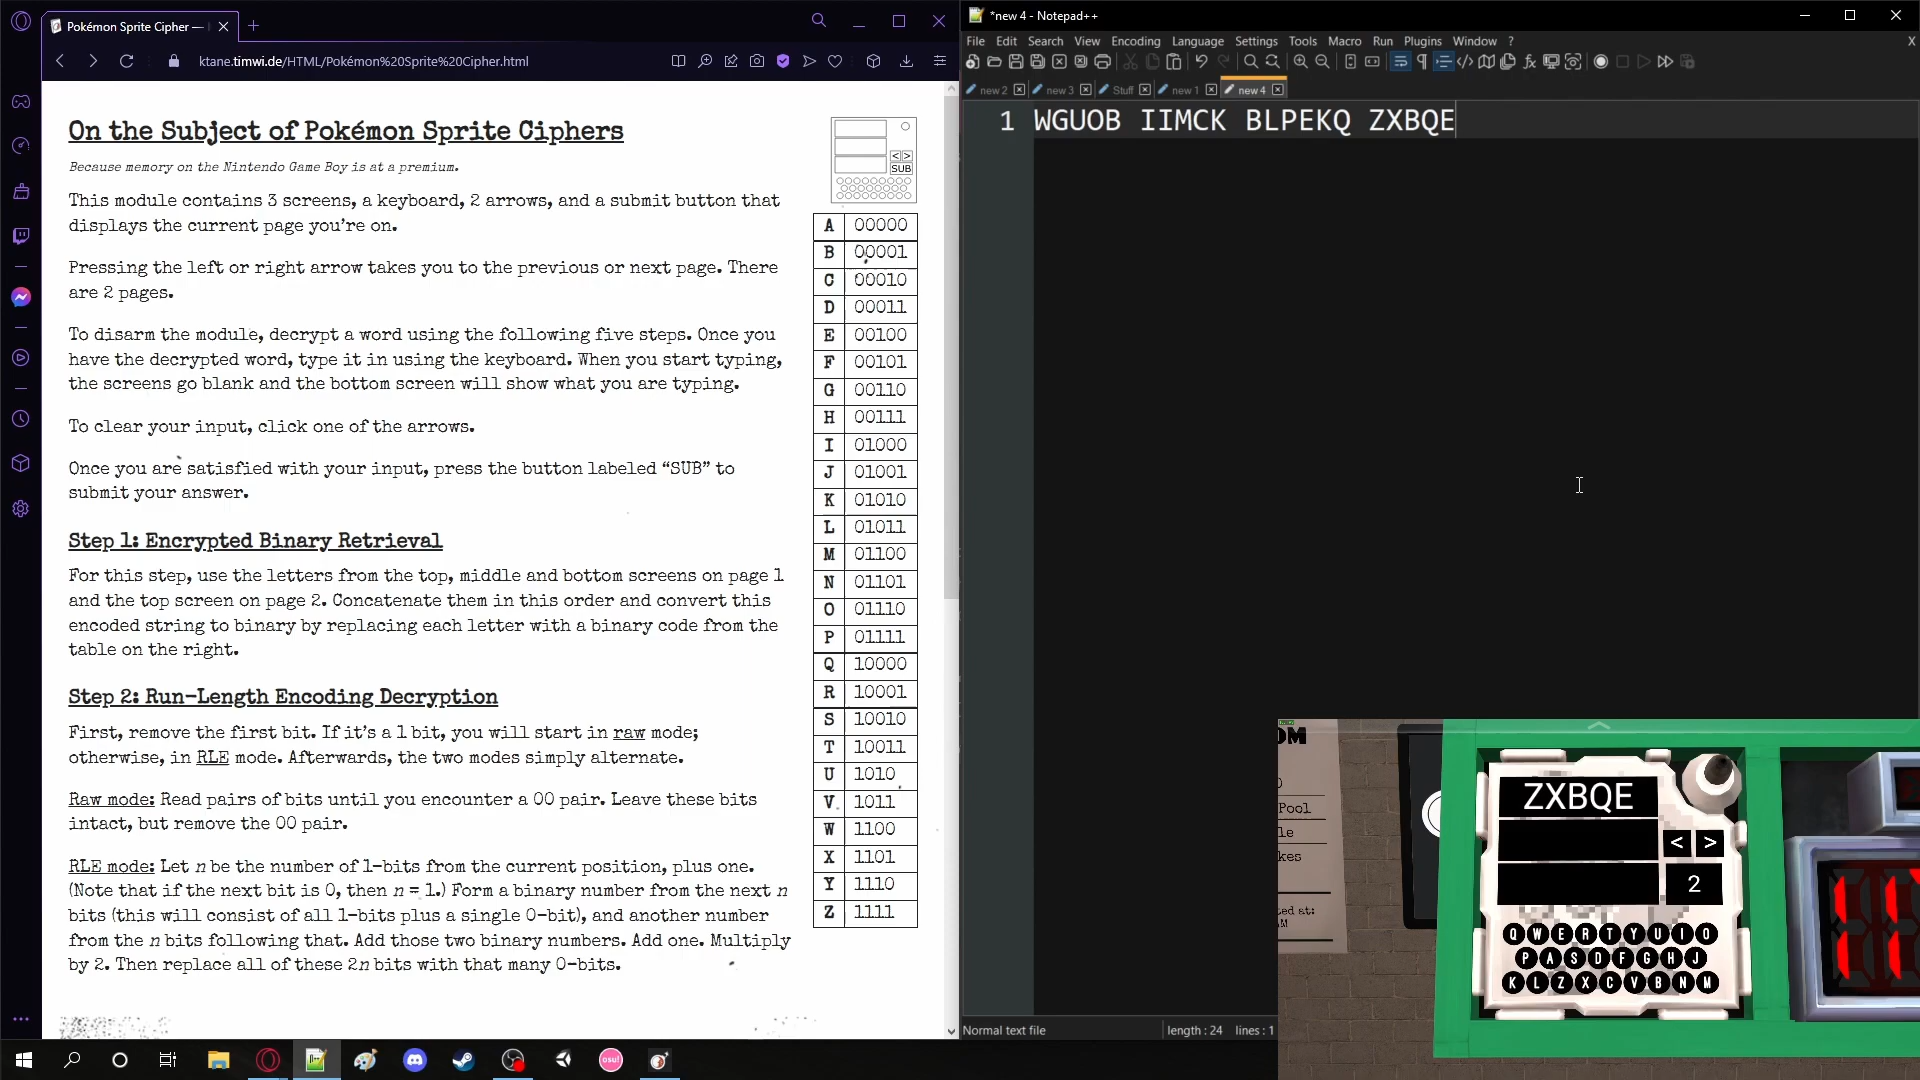 Pokémon Sprite Cipher —
ktane.timwi.de/HTML/Pokémon%20Sprite%20Cipher.html
On the Subject of Pokémon Sprite Ciphers
Because memory on the Nintendo Game Boy is at a premium.
This module contains 3 screens, a keyboard, 2 arrows, and a submit button that
displays the current page you’re on.
Pressing the left or right arrow takes you to the previous or next page. There
are 2 pages.
To disarm the module, decrypt a word using the following five steps. Once you
have the decrypted word, type it in using the keyboard. When you start typing,
the screens go blank and the bottom screen will show what you are typing.
To clear your input, click one of the arrows.
Once you are satisfied with your input, press the button labeled “SUB” to
submit your answer.
Step 1: Encrypted Binary Retrieval
For this step, use the letters from the top, middle and bottom screens on page 1
and the top screen on page 2. Concatenate them in this order and convert this
encoded string to binary by replacing each letter with a binary code from the
table on the right.
Step 2: Run-Length Encoding Decryption
First, remove the first bit. If it’s a 1 bit, you will start in raw mode;
otherwise, in RLE mode. Afterwards, the two modes simply alternate.
Raw mode: Read pairs of bits until you encounter a 00 pair. Leave these bits
intact, but remove the 00 pair.
RLE mode: Let n be the number of 1-bits from the current position, plus one.
(Note that if the next bit is 0, then n = 1.) Form a binary number from the next n
bits (this will consist of all 1-bits plus a single 0-bit), and another number
from the n bits following that. Add those two binary numbers. Add one. Multiply
by 2. Then replace all of these 2n bits with that many 0-bits.
< >
SUB
A 00000
B 00001
C 00010
D 00011
E 00100
F 00101
G 00110
H 00111
I 01000
J 01001
K 01010
L 01011
M 01100
N 01101
O 01110
P 01111
Q 10000
R 10001
S 10010
T 10011
U 1010
V 1011
W 1100
X 1101
Y 1110
Z 1111
*new 4 - Notepad++
File Edit Search View Encoding Language Settings Tools Macro Run Plugins Window ? X
new 2 new 3 Stuff new 1 new 4
1 WGUOB IIMCK BLPEKQ ZXBQE
Normal text file length : 24 lines : 1
OM
Pool
le
kes
ted at:
ZXBQE
< >
2
Q W E R T Y U I O
P A S D F G H J
K L Z X C V B N M
osu!